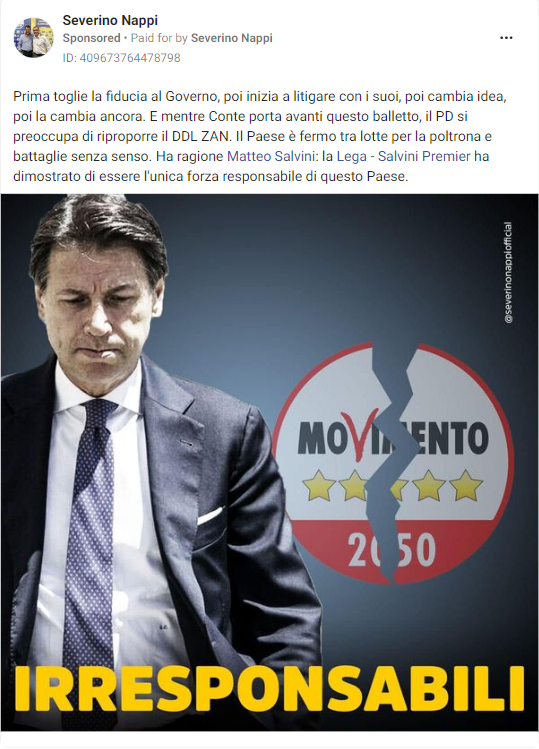 Severino Nappi
Sponsored • Paid for by Severino Nappi
ID: 409673764478798
Prima toglie la fiducia al Governo, poi inizia a litigare con i suoi, poi cambia idea,
poi la cambia ancora. E mentre Conte porta avanti questo balletto, il PD si
preoccupa di riproporre il DDL ZAN. Il Paese è fermo tra lotte per la poltrona e
battaglie senza senso. Ha ragione Matteo Salvini: la Lega - Salvini Premier ha
dimostrato di essere l'unica forza responsabile di questo Paese.
@severinonappiofficial
MOVIMENTO
2050
IRRESPONSABILI